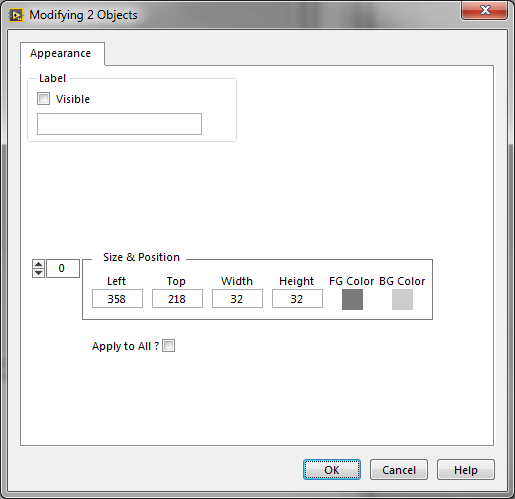 Modifying 2 Objects
Appearance
Label
Visible
Size & Position
0
Left Top Width Height FG Color BG Color
358 218 32 32
Apply to All ?
OK Cancel Help